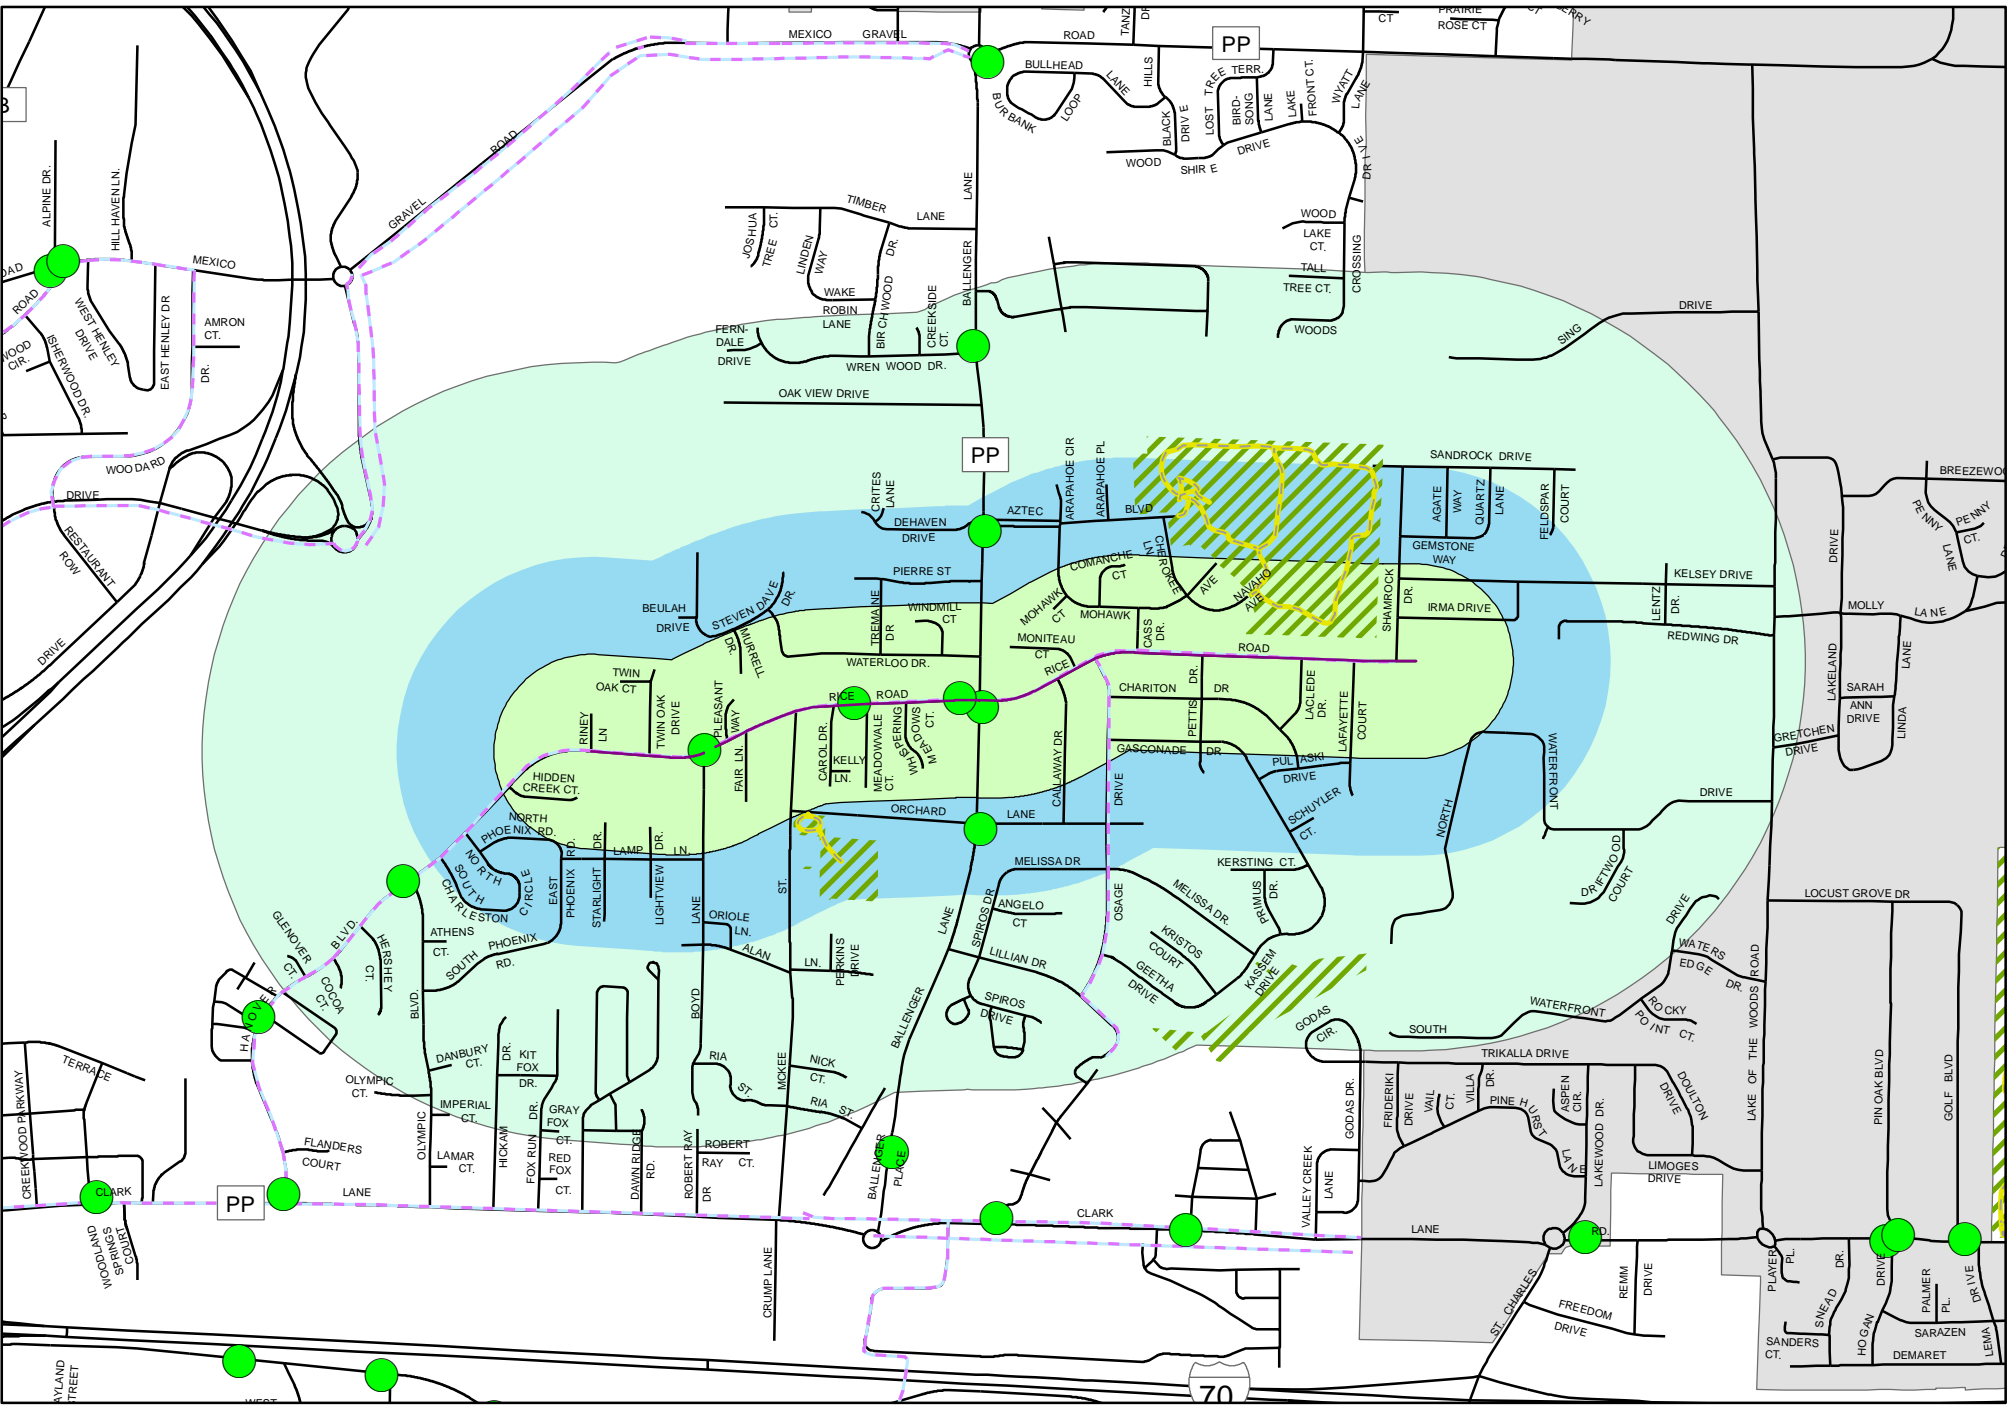 MEXICO GRAVEL
ROAD
PP
TANZ
DR
CT
PRAIRIE
ROSE CT
CT
ERRY
BULLHEAD
LANE
HILLS
BURBANK
LOOP
BLACK
DRIVE
LOST TREE TERR.
BIRD-
SONG
LANE
LAKE
FRONT CT.
WYATT
LANE
WOOD
SHIRE
DRIVE
DRIVE
ROAD
GRAVEL
ALPINE DR.
HILL HAVEN LN.
MEXICO
OAD
ROAD
WEST HENLEY
DRIVE
EAST HENLEY DR
AMRON
CT.
DR.
ISHERWOOD DR.
WOOD
CIR.
LANE
TIMBER
LANE
JOSHUA
TREE CT.
LINDEN
WAY
BIRCHWOOD
DR.
WAKE
ROBIN
LANE
CREEKSIDE
CT.
BALLENGER
FERN-
DALE
DRIVE
WREN WOOD DR.
OAK VIEW DRIVE
WOOD
LAKE
CT.
TALL
TREE CT.
CROSSING
WOODS
SING
DRIVE
WOODARD
DRIVE
RESTAURANT
ROW
DRIVE
PP
CRITES
LANE
DEHAVEN
DRIVE
AZTEC
BLVD
ARAPAHOE CIR
ARAPAHOE PL
SANDROCK DRIVE
AGATE
WAY
QUARTZ
LANE
FELDSPAR
COURT
GEMSTONE
WAY
COMANCHE
CT
CHEROKEE
LN
AVE
NAVAHO
AVE
MOHAWK
CT
MOHAWK
CASS
DR.
SHAMROCK
DR.
KELSEY DRIVE
IRMA DRIVE
LENTZ
DR.
REDWING DR
PIERRE ST
BEULAH
DRIVE
STEVEN DAVE
DR.
MURRELL
DR.
TREMAINE
DR
WINDMILL
CT
WATERLOO DR.
MONITEAU
CT
RICE
ROAD
TWIN
OAK CT
TWIN OAK
DRIVE
PLEASANT
WAY
RINEY
LN
FAIR LN.
RICE
ROAD
CAROL DR.
KELLY
LN.
MEADOWVALE
CT.
WHISPERING
MEADOWS
CT.
CALLAWAY DR
CHARITON
DR
PETTIS
DR.
LACLEDE
DR.
LAFAYETTE
COURT
GASCONADE
DR
PULASKI
DRIVE
SCHUYLER
CT.
HIDDEN
CREEK CT.
NORTH
PHOENIX RD.
NORTH
SOUTH
CIRCLE
CHARLESTON
EAST
PHOENIX
RD.
STARLIGHT
DR.
LAMP
LN.
LIGHTVIEW
DR.
ORCHARD
LANE
DRIVE
ST.
LANE
ORIOLE
LN.
ALAN
LN.
PERKINS
DRIVE
MELISSA DR
MELISSA DR.
KERSTING CT.
PRIMUS
DR.
ANGELO
CT
SPIROS DR
LANE
LILLIAN DR
OSAGE
KRISTOS
COURT
GEETHA
DRIVE
KASSEM
DRIVE
SPIROS
DRIVE
NORTH
WATERFRONT
DRIVE
DRIFTWOOD
COURT
DRIVE
WATERS
EDGE
DR.
ROCKY
POINT CT.
WATERFRONT
SOUTH
GODAS
CIR.
TRIKALLA DRIVE
DRIVE
BREEZEWO
PENNY
LANE
PENNY
CT.
MOLLY
LANE
LAKELAND
LANE
SARAH
ANN
DRIVE
LINDA
GRETCHEN
DRIVE
LOCUST GROVE DR
LAKE OF THE WOODS ROAD
PIN OAK BLVD
GOLF BLVD
GLENOVER
CT.
BLVD.
HERSHEY
CT.
COCOA
CT.
HANOVER
ATHENS
CT.
SOUTH
PHOENIX
RD.
BLVD.
OLYMPIC
DANBURY
CT.
OLYMPIC
CT.
IMPERIAL
CT.
LAMAR
CT.
HICKAM
DR.
KIT
FOX
DR.
GRAY
FOX
CT.
FOX RUN
DR.
RED
FOX
CT.
DAWN RIDGE
RD.
BOYD
ROBERT RAY
DR
RIA
ST.
ROBERT
RAY CT.
MCKEE
NICK
CT.
RIA ST.
BALLENGER
BALLENGER
PLACE
TERRACE
CREEKWOOD PARKWAY
FLANDERS
COURT
CLARK
PP
LANE
WOODLAND
SPRINGS
COURT
CRUMP LANE
CLARK
VALLEY CREEK
LANE
GODAS DR.
FRIDERIKI
DRIVE
VAIL
CT.
VILLA
DR.
PINE HURST
LANE
ASPEN
CIR.
LAKEWOOD DR.
DOULTON
DRIVE
LIMOGES
DRIVE
LANE
RD.
ST. CHARLES
REMM
DRIVE
FREEDOM
DRIVE
PLAYER
PL.
SNEAD
DR.
SANDERS
CT.
HOGAN
DRIVE
PALMER
PL.
SARAZEN
DEMARET
LEMA
DRIVE
AYLAND
STREET
WEST
70